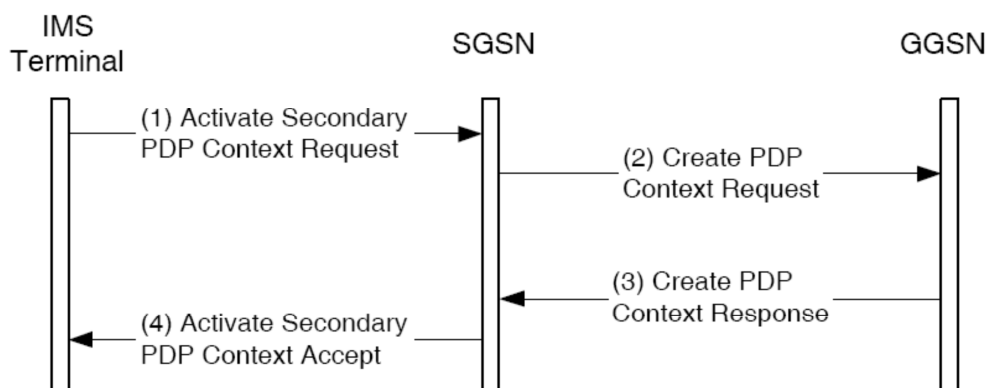 IMS
Terminal
SGSN
GGSN
(1) Activate Secondary
PDP Context Request
(2) Create PDP
Context Request
(3) Create PDP
Context Response
(4) Activate Secondary
PDP Context Accept